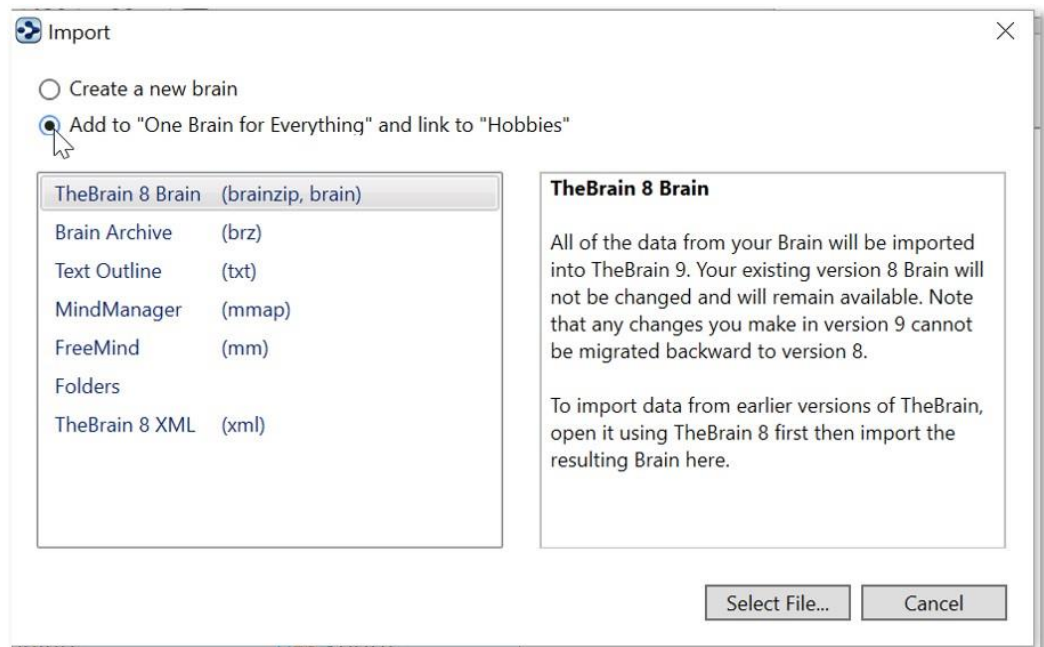 Import
Create a new brain
Add to "One Brain for Everything" and link to "Hobbies"
TheBrain 8 Brain (brainzip, brain)
Brain Archive (brz)
Text Outline (txt)
MindManager (mmap)
FreeMind (mm)
Folders
TheBrain 8 XML (xml)
TheBrain 8 Brain
All of the data from your Brain will be imported
into TheBrain 9. Your existing version 8 Brain will
not be changed and will remain available. Note
that any changes you make in version 9 cannot
be migrated backward to version 8.
To import data from earlier versions of TheBrain,
open it using TheBrain 8 first then import the
resulting Brain here.
Select File...
Cancel